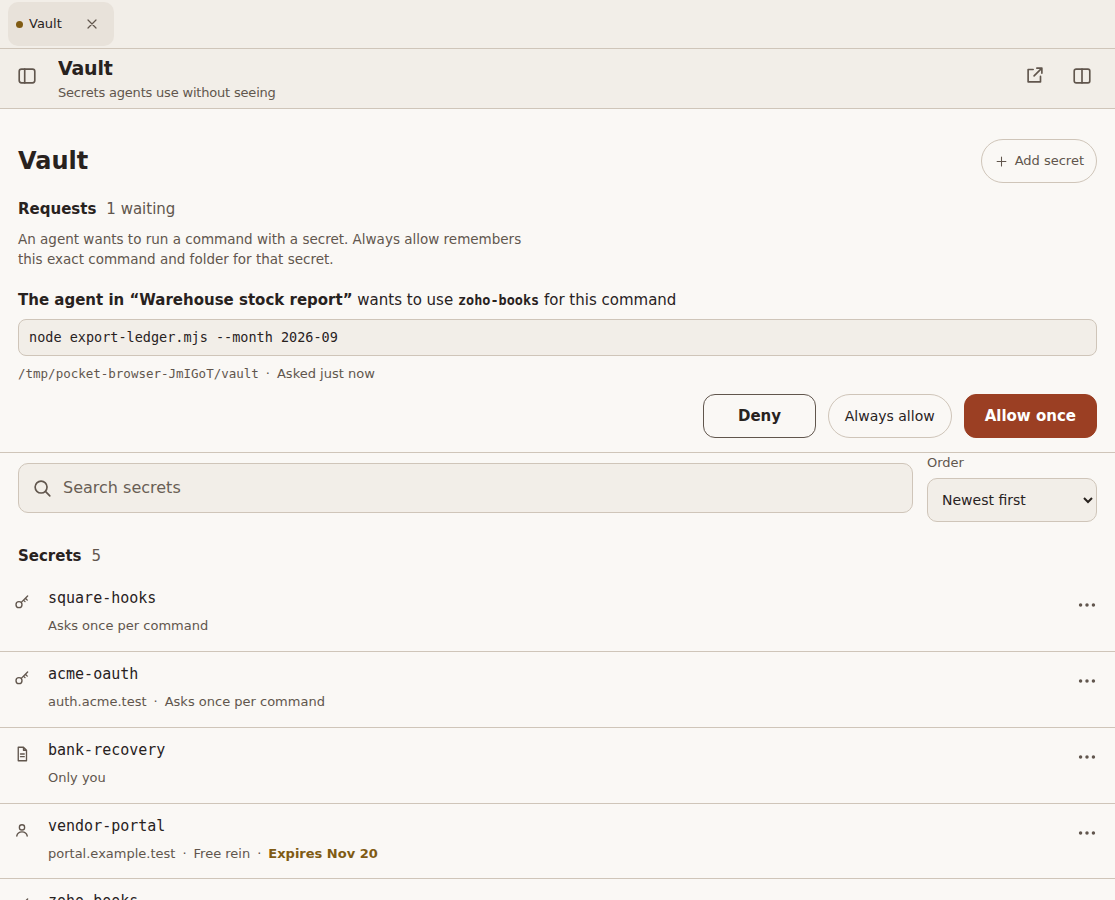 Vault
Vault
Secrets agents use without seeing
Vault
Add secret
Requests 1 waiting
An agent wants to run a command with a secret. Always allow remembers
this exact command and folder for that secret.
The agent in “Warehouse stock report” wants to use zoho-books for this command
node export-ledger.mjs --month 2026-09
/tmp/pocket-browser-JmIGoT/vault · Asked just now
Deny
Always allow
Allow once
Order
Search secrets
Newest first
Secrets 5
square-hooks
Asks once per command
acme-oauth
auth.acme.test · Asks once per command
bank-recovery
Only you
vendor-portal
portal.example.test · Free rein · Expires Nov 20
zoho-books